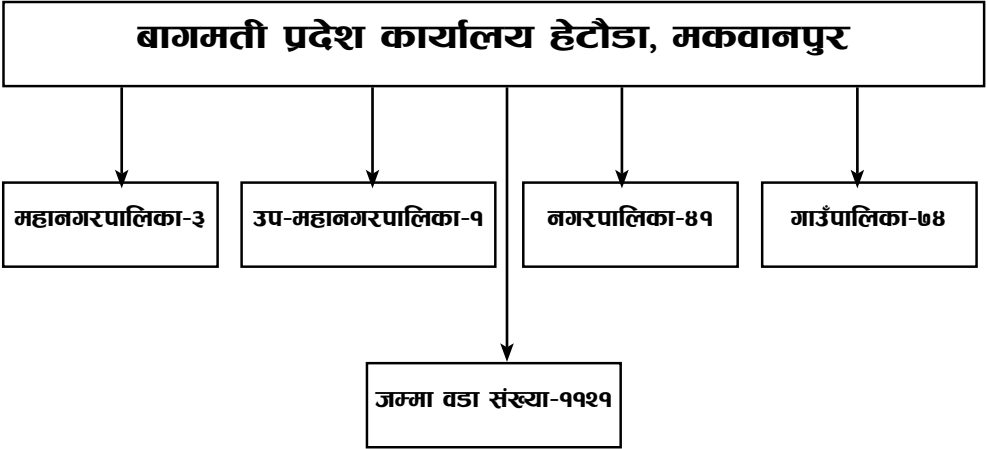 बागमती प्रदेश कार्यालय हेटौडा, मकवानपुर
महानगरपालिका-३
उप-महानगरपालिका-१
नगरपालिका-४१
गाउँपालिका-७४
जम्मा वडा संख्या-११२१